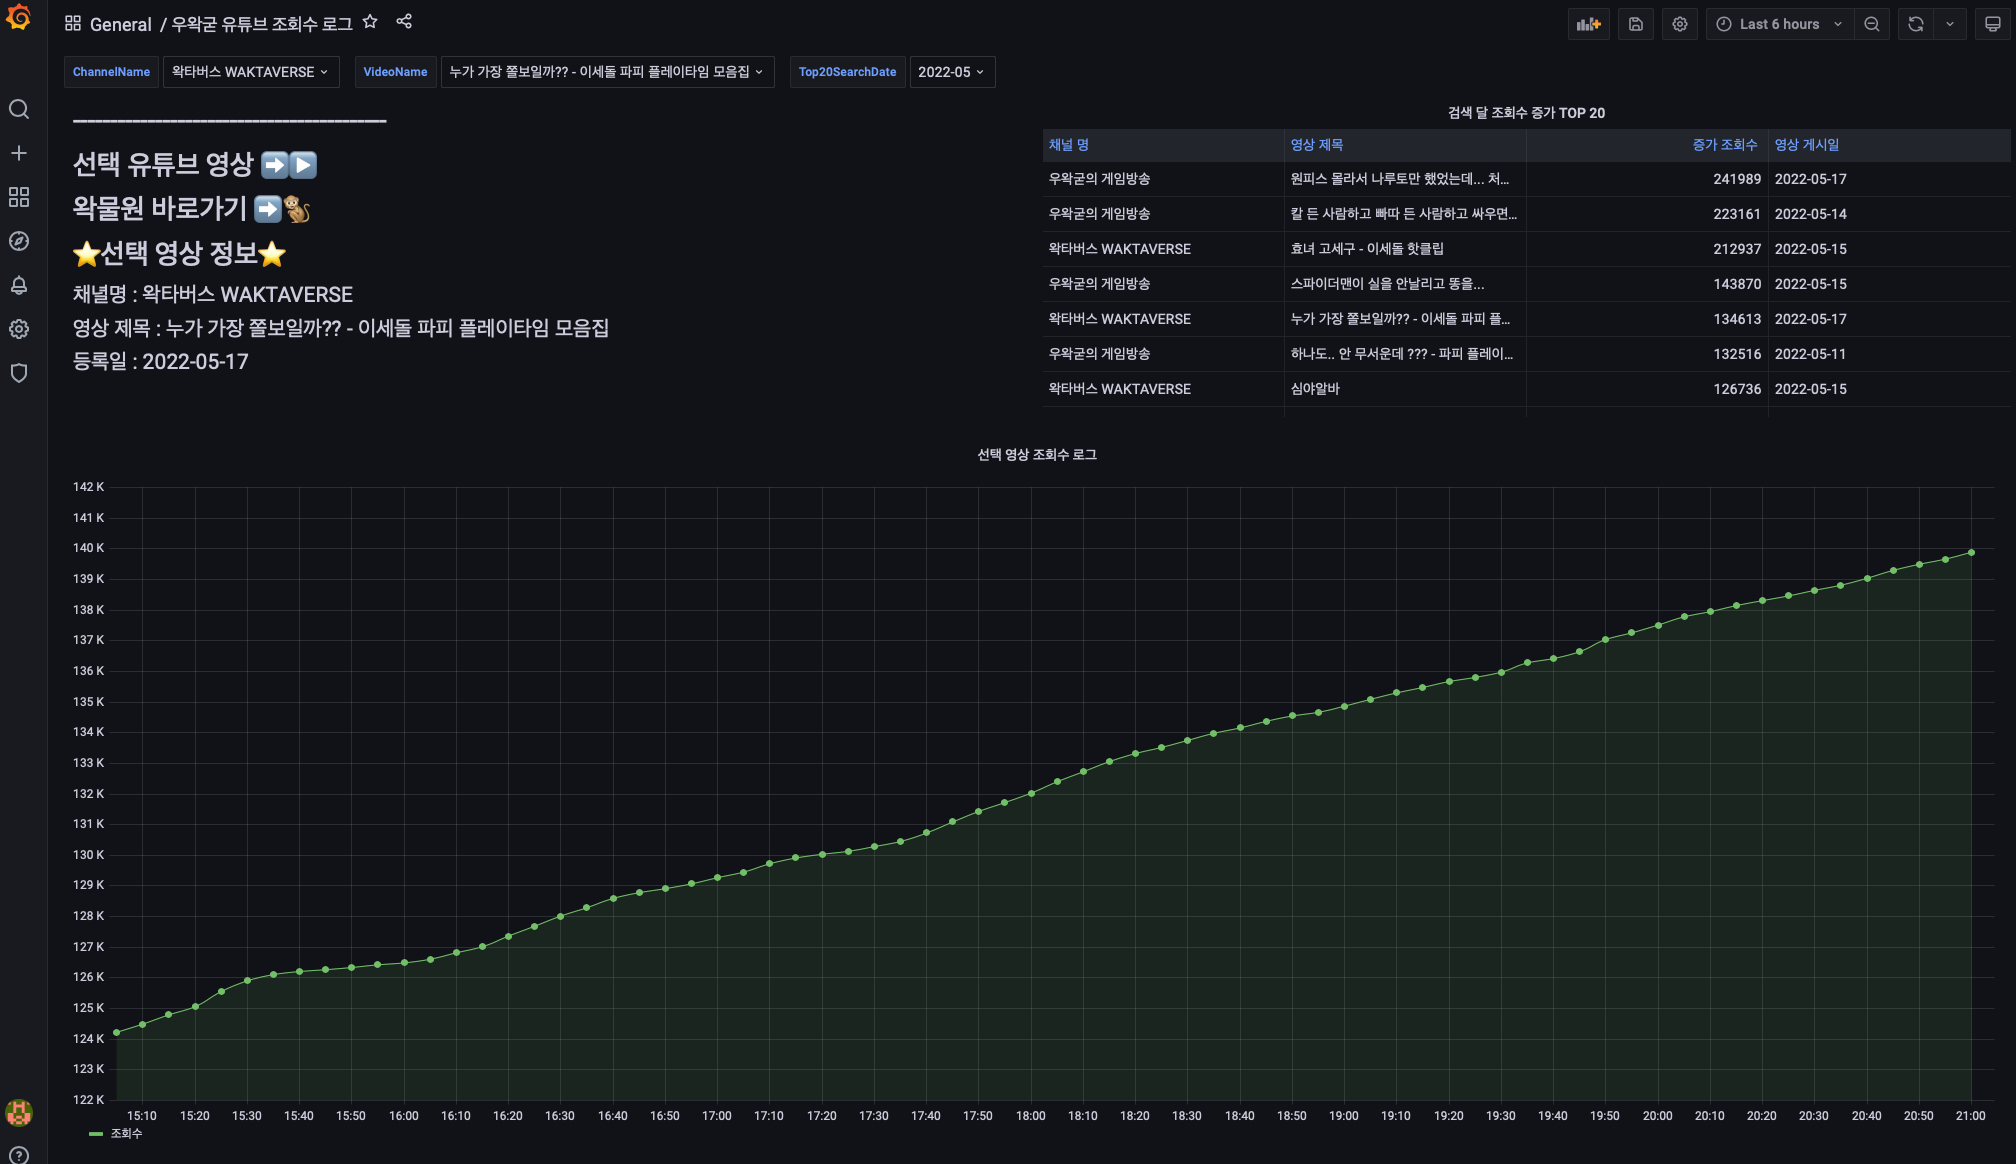 General / 우왁굳 유튜브 조회수 로그
Last 6 hours
ChannelName 왁타버스 WAKTAVERSE VideoName 누가 가장 쫄보일까?? - 이세돌 파피 플레이타임 모음집 Top20SearchDate 2022-05
선택 유튜브 영상 ➡️▶️
왁물원 바로가기 ➡️🐒
⭐선택 영상 정보⭐
채널명 : 왁타버스 WAKTAVERSE
영상 제목 : 누가 가장 쫄보일까?? - 이세돌 파피 플레이타임 모음집
등록일 : 2022-05-17
검색 달 조회수 증가 TOP 20
채널 명 영상 제목 증가 조회수 영상 게시일
우왁굳의 게임방송 원피스 몰라서 나루토만 했었는데... 처... 241989 2022-05-17
우왁굳의 게임방송 칼 든 사람하고 빠따 든 사람하고 싸우면... 223161 2022-05-14
왁타버스 WAKTAVERSE 효녀 고세구 - 이세돌 핫클립 212937 2022-05-15
우왁굳의 게임방송 스파이더맨이 실을 안날리고 똥을... 143870 2022-05-15
왁타버스 WAKTAVERSE 누가 가장 쫄보일까?? - 이세돌 파피 플... 134613 2022-05-17
우왁굳의 게임방송 하나도.. 안 무서운데 ??? - 파피 플레이... 132516 2022-05-11
왁타버스 WAKTAVERSE 심야알바 126736 2022-05-15
선택 영상 조회수 로그
142 K
141 K
140 K
139 K
138 K
137 K
136 K
135 K
134 K
133 K
132 K
131 K
130 K
129 K
128 K
127 K
126 K
125 K
124 K
123 K
122 K
15:10 15:20 15:30 15:40 15:50 16:00 16:10 16:20 16:30 16:40 16:50 17:00 17:10 17:20 17:30 17:40 17:50 18:00 18:10 18:20 18:30 18:40 18:50 19:00 19:10 19:20 19:30 19:40 19:50 20:00 20:10 20:20 20:30 20:40 20:50 21:00
조회수